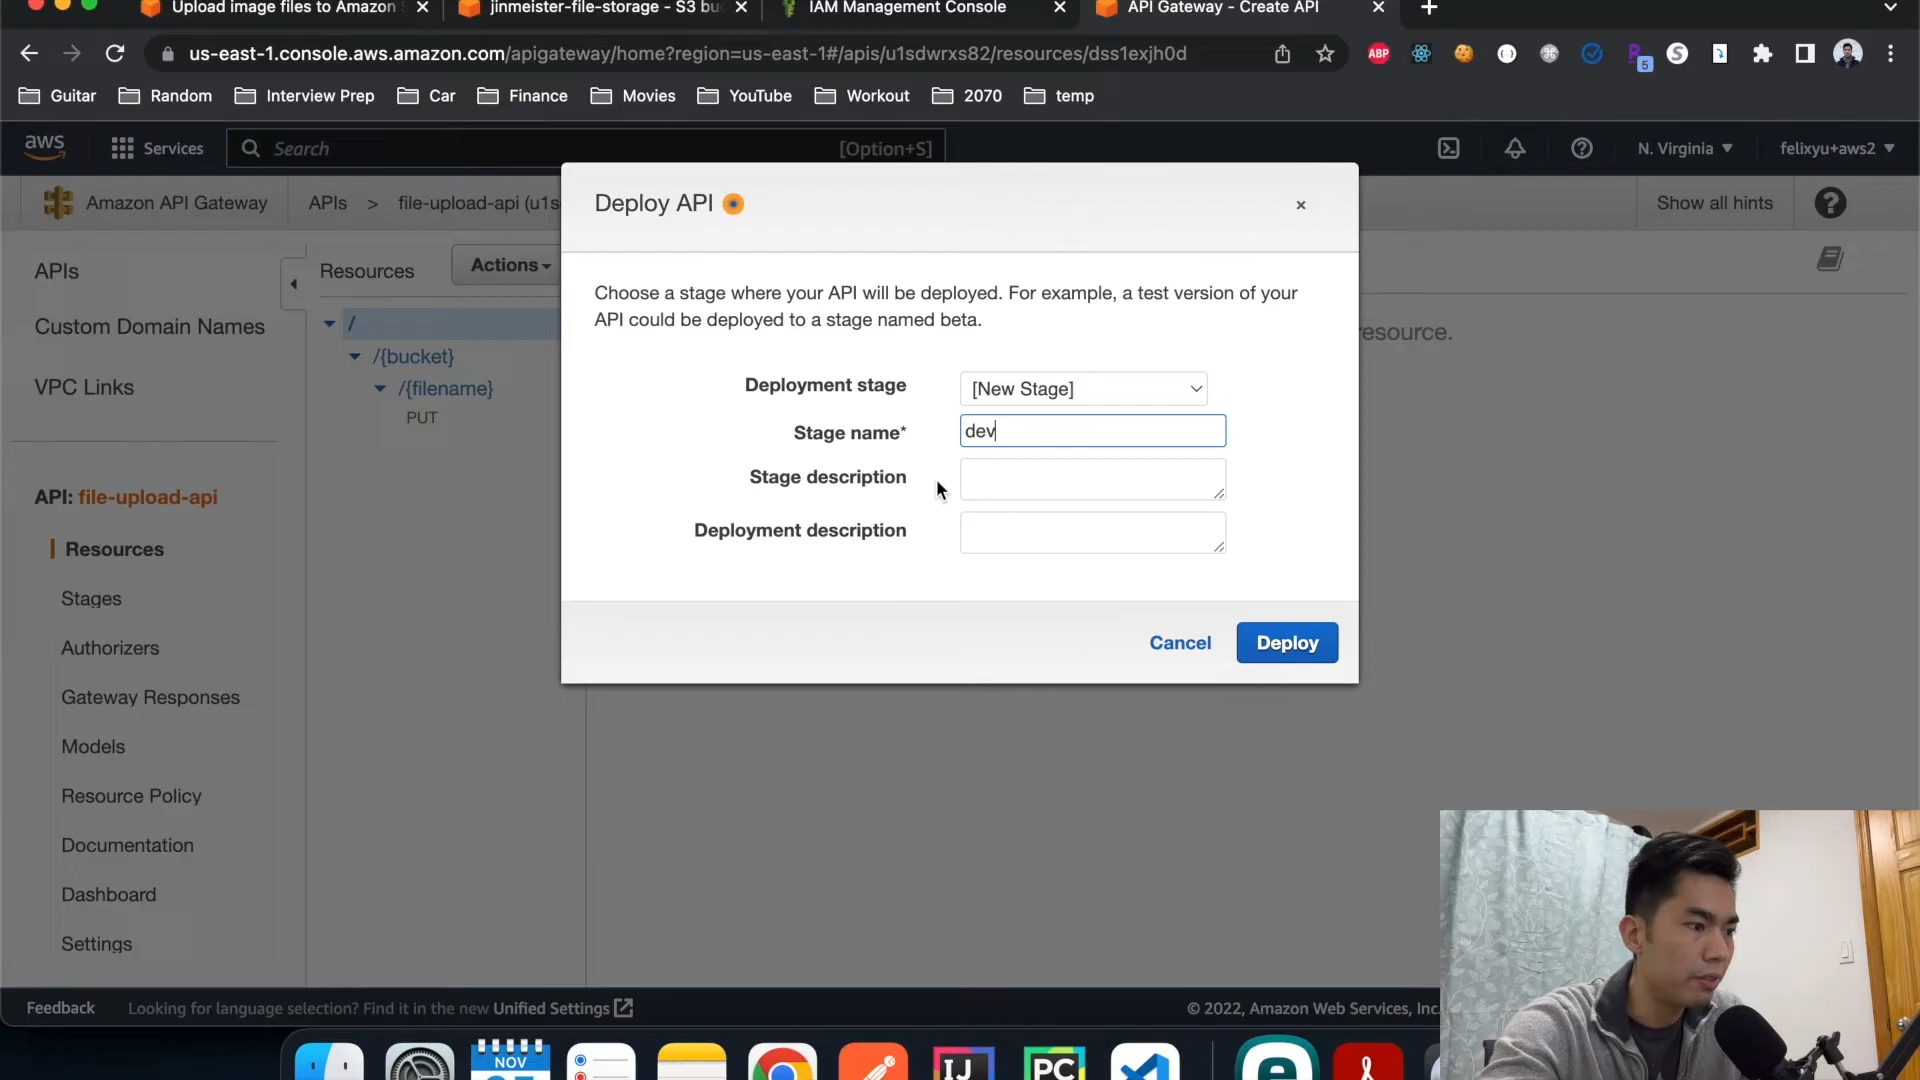 Upload image files to Amazon S
jinmeister-file-storage - S3 buc
IAM Management Console
API Gateway - Create API
us-east-1.console.aws.amazon.com/apigateway/home?region=us-east-1#/apis/u1sdwrxs82/resources/dss1exjh0d
ABP
5
Guitar
Random
Interview Prep
Car
Finance
Movies
YouTube
Workout
2070
temp
aws
Services
Search
[Option+S]
N. Virginia
felixyu+aws2
Amazon API Gateway
APIs > file-upload-api (u1s
Show all hints
Deploy API
APIs
Custom Domain Names
VPC Links
API: file-upload-api
Resources
Stages
Authorizers
Gateway Responses
Models
Resource Policy
Documentation
Dashboard
Settings
Resources
Actions
/
/{bucket}
/{filename}
PUT
Choose a stage where your API will be deployed. For example, a test version of your
API could be deployed to a stage named beta.
esource.
Deployment stage
[New Stage]
Stage name*
dev
Stage description
Deployment description
Cancel
Deploy
Feedback
Looking for language selection? Find it in the new Unified Settings
© 2022, Amazon Web Services, Inc.
NOV
IJ
PC